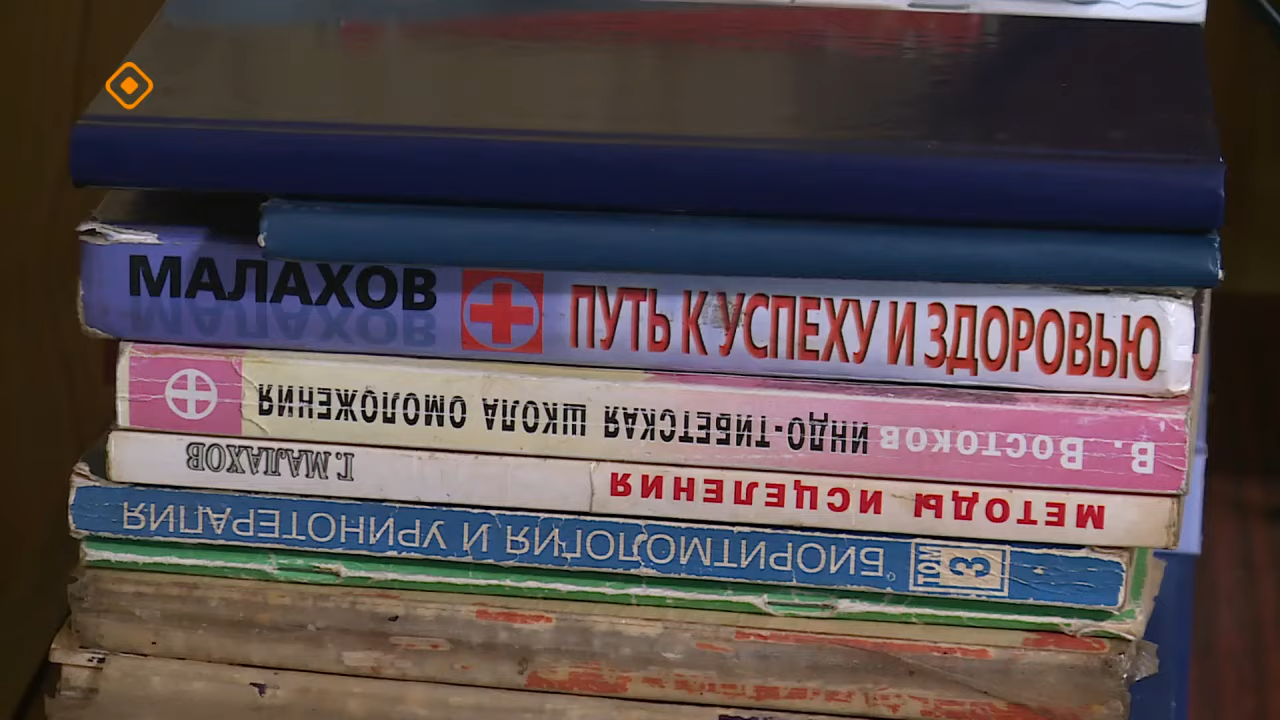 МАЛАХОВ ПУТЬ К УСПЕХУ И ЗДОРОВЬЮ
В. ВОСТОКОВ ИНДО-ТИБЕТСКАЯ ШКОЛА ОМОЛОЖЕНИЯ
МЕТОДЫ ИСЦЕЛЕНИЯ Г. МАЛАХОВ
ТОМ 3 БИОРИТМОЛОГИЯ И УРИНОТЕРАПИЯ